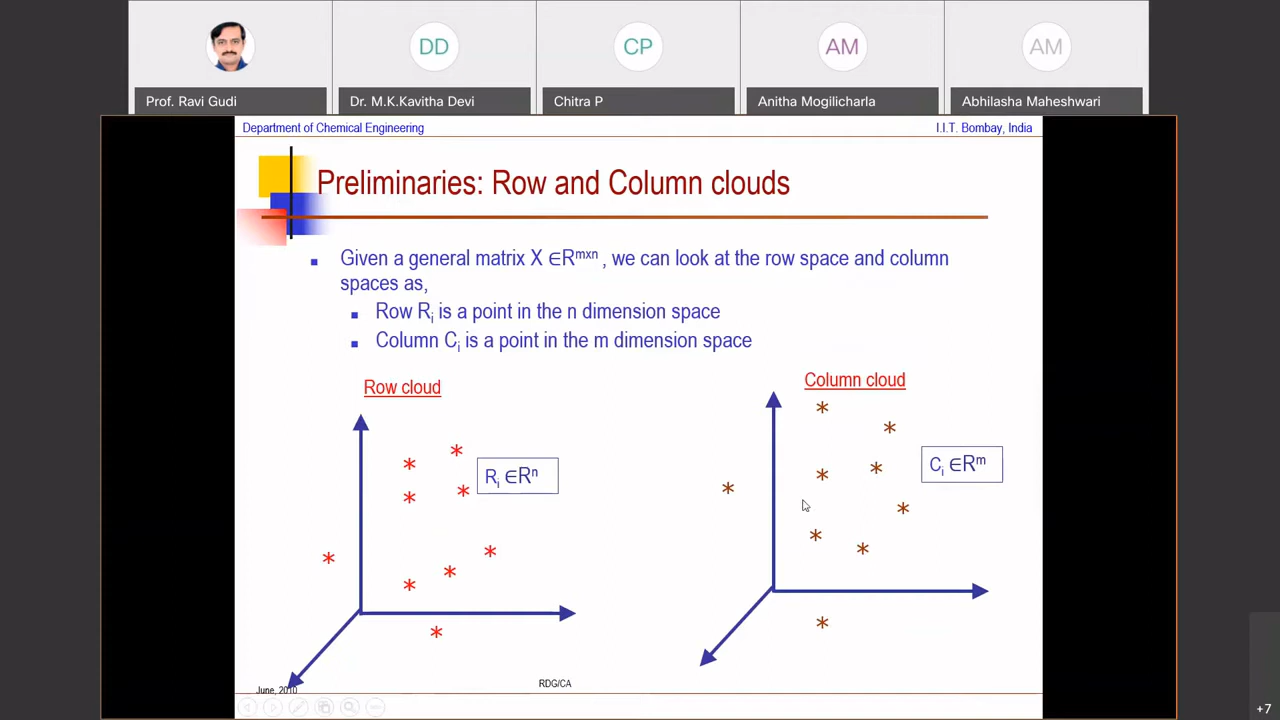 DD
CP
AM
AM
Prof. Ravi Gudi
Dr. M.K.Kavitha Devi
Chitra P
Anitha Mogilicharla
Abhilasha Maheshwari
Department of Chemical Engineering
I.I.T. Bombay, India
Preliminaries: Row and Column clouds
Given a general matrix X ∈Rᵐˣⁿ , we can look at the row space and column
spaces as,
Row Rᵢ is a point in the n dimension space
Column Cᵢ is a point in the m dimension space
Row cloud
Column cloud
Rᵢ ∈Rⁿ
Cᵢ ∈Rᵐ
June, 2010
RDG/CA
+7